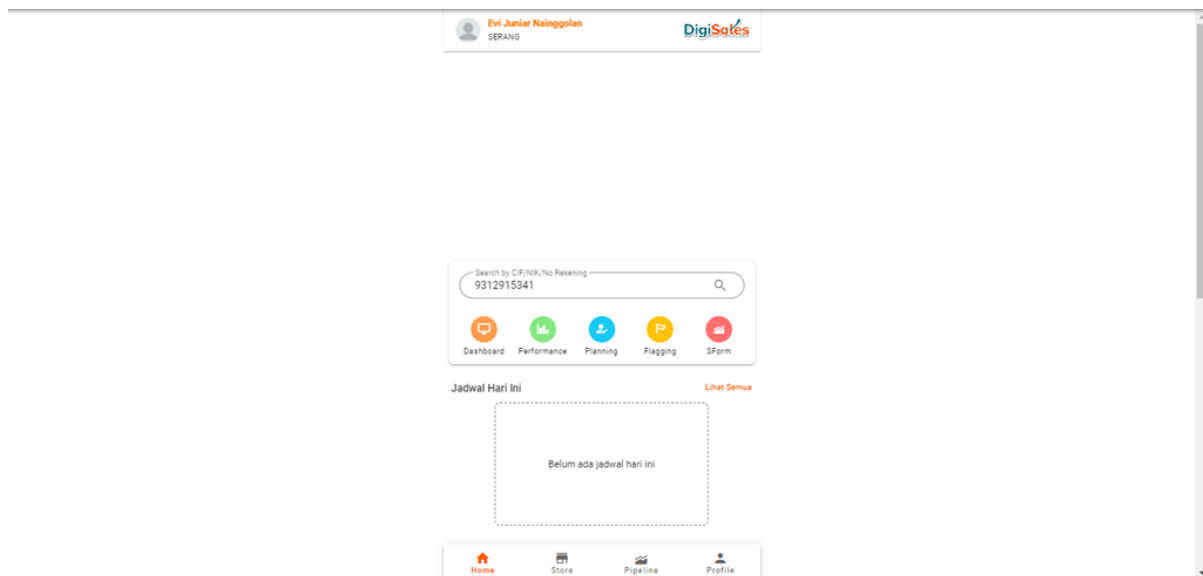 Evi Juniar Nainggolan
SERANG
DigiSales
Search by CIF/NIK/No Rekening
9312915341
Dashboard Performance Planning Flagging SForm
Jadwal Hari Ini Lihat Semua
Belum ada jadwal hari ini
Home Store Pipeline Profile